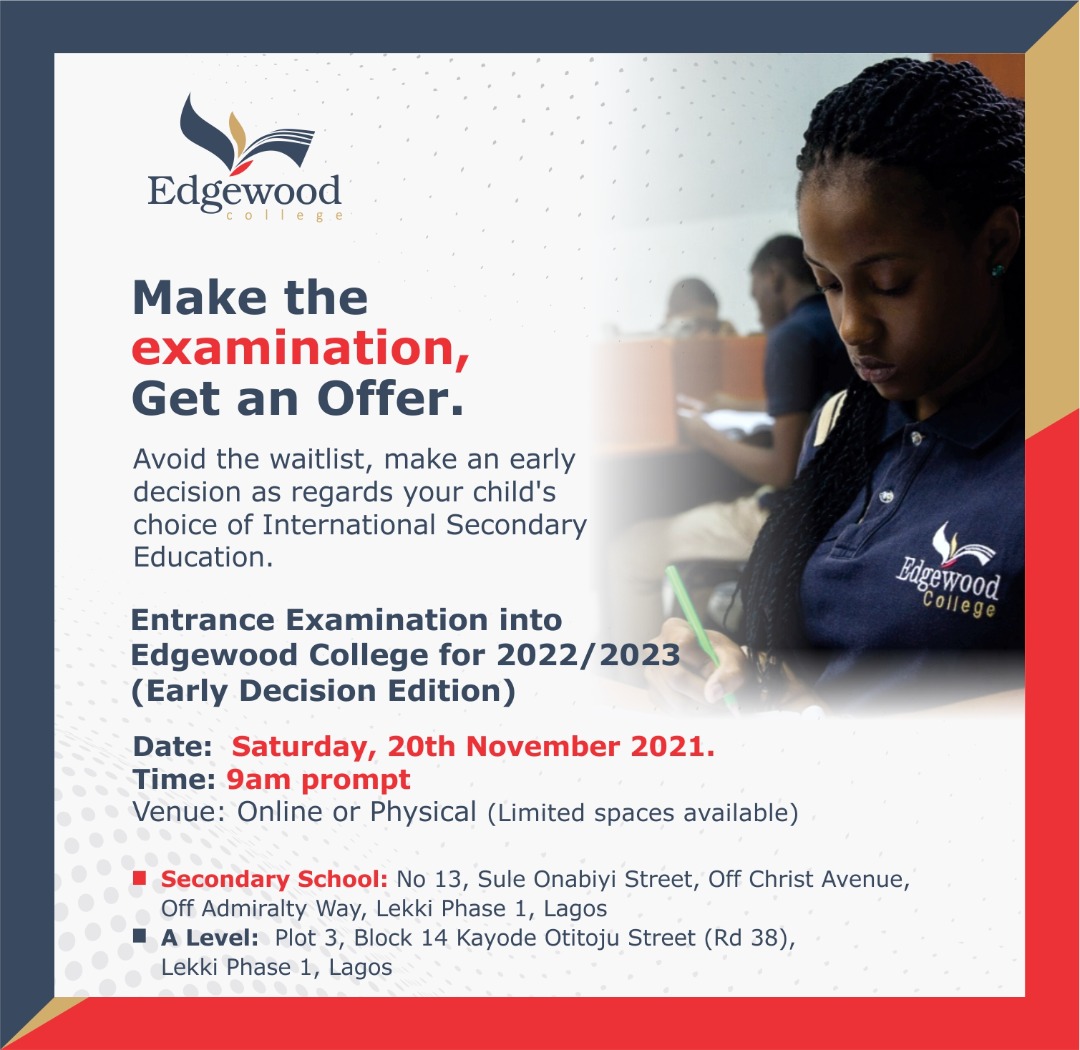 Edgewood
college
Make the
examination,
Get an Offer.
Avoid the waitlist, make an early
decision as regards your child's
choice of International Secondary
Education.
Edgewood
College
Entrance Examination into
Edgewood College for 2022/2023
(Early Decision Edition)
Date: Saturday, 20th November 2021.
Time: 9am prompt
Venue: Online or Physical (Limited spaces available)
Secondary School: No 13, Sule Onabiyi Street, Off Christ Avenue,
Off Admiralty Way, Lekki Phase 1, Lagos
A Level: Plot 3, Block 14 Kayode Otitoju Street (Rd 38),
Lekki Phase 1, Lagos